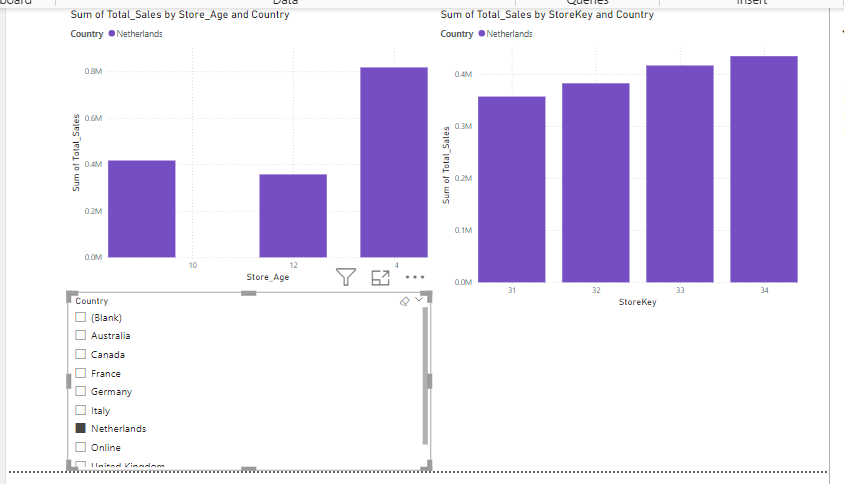 Data
Queries
Insert
Sum of Total_Sales by Store_Age and Country
Country Netherlands
0.8M
0.6M
0.4M
0.2M
0.0M
Sum of Total_Sales
10
12
4
Store_Age
Sum of Total_Sales by StoreKey and Country
Country Netherlands
0.4M
0.3M
0.2M
0.1M
0.0M
Sum of Total_Sales
31
32
33
34
StoreKey
Country
(Blank)
Australia
Canada
France
Germany
Italy
Netherlands
Online
United Kingdom